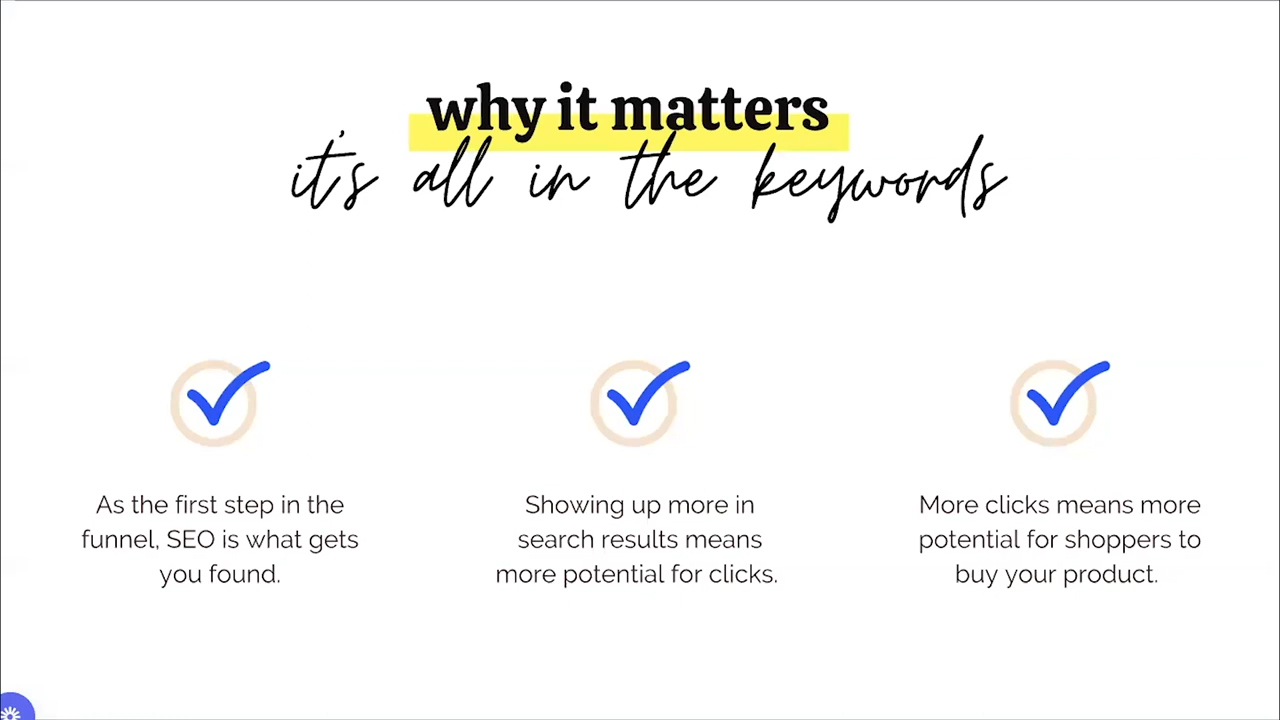 why it matters
it's all in the keywords
As the first step in the
funnel, SEO is what gets
you found.
Showing up more in
search results means
more potential for clicks.
More clicks means more
potential for shoppers to
buy your product.